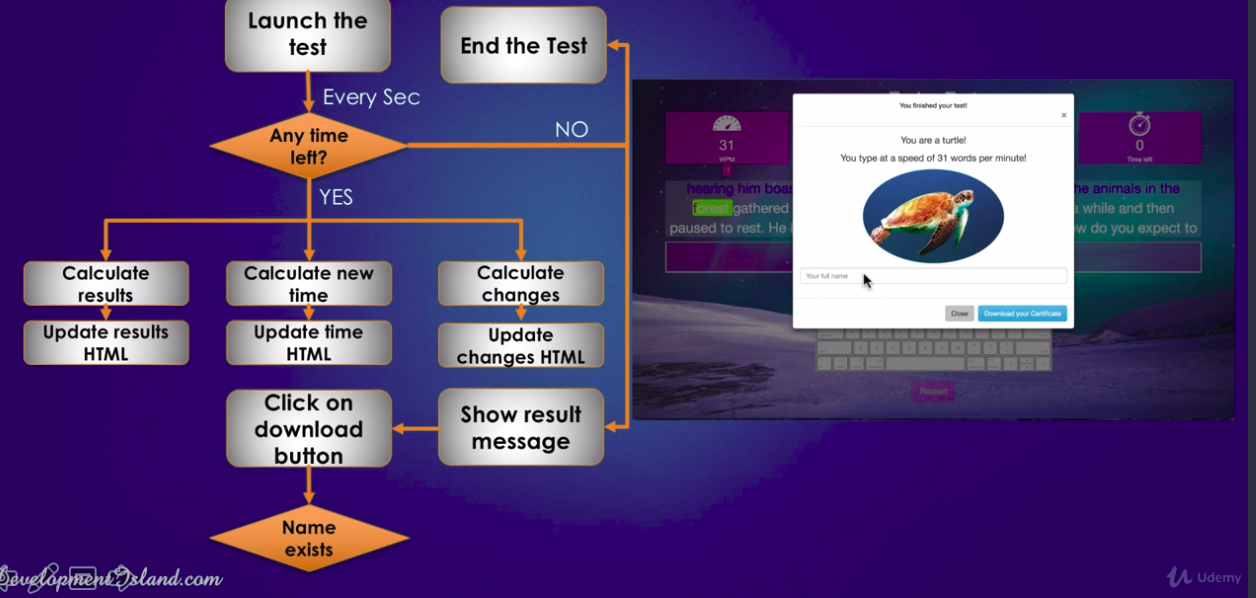 Launch the
test
End the Test
Every Sec
Any time
left?
NO
YES
Calculate
results
Calculate new
time
Calculate
changes
Update results
HTML
Update time
HTML
Update
changes HTML
Click on
download
button
Show result
message
Name
exists
DevelopmentIsland.com
You finished your test!
×
You are a turtle!
You type at a speed of 31 words per minute!
Your full name
Close
Download your Certificate
31
WPM
0
Time left
hearing him boas
he animals in the
forest gathered
a while and then
paused to rest. He
w do you expect to
Restart
Udemy